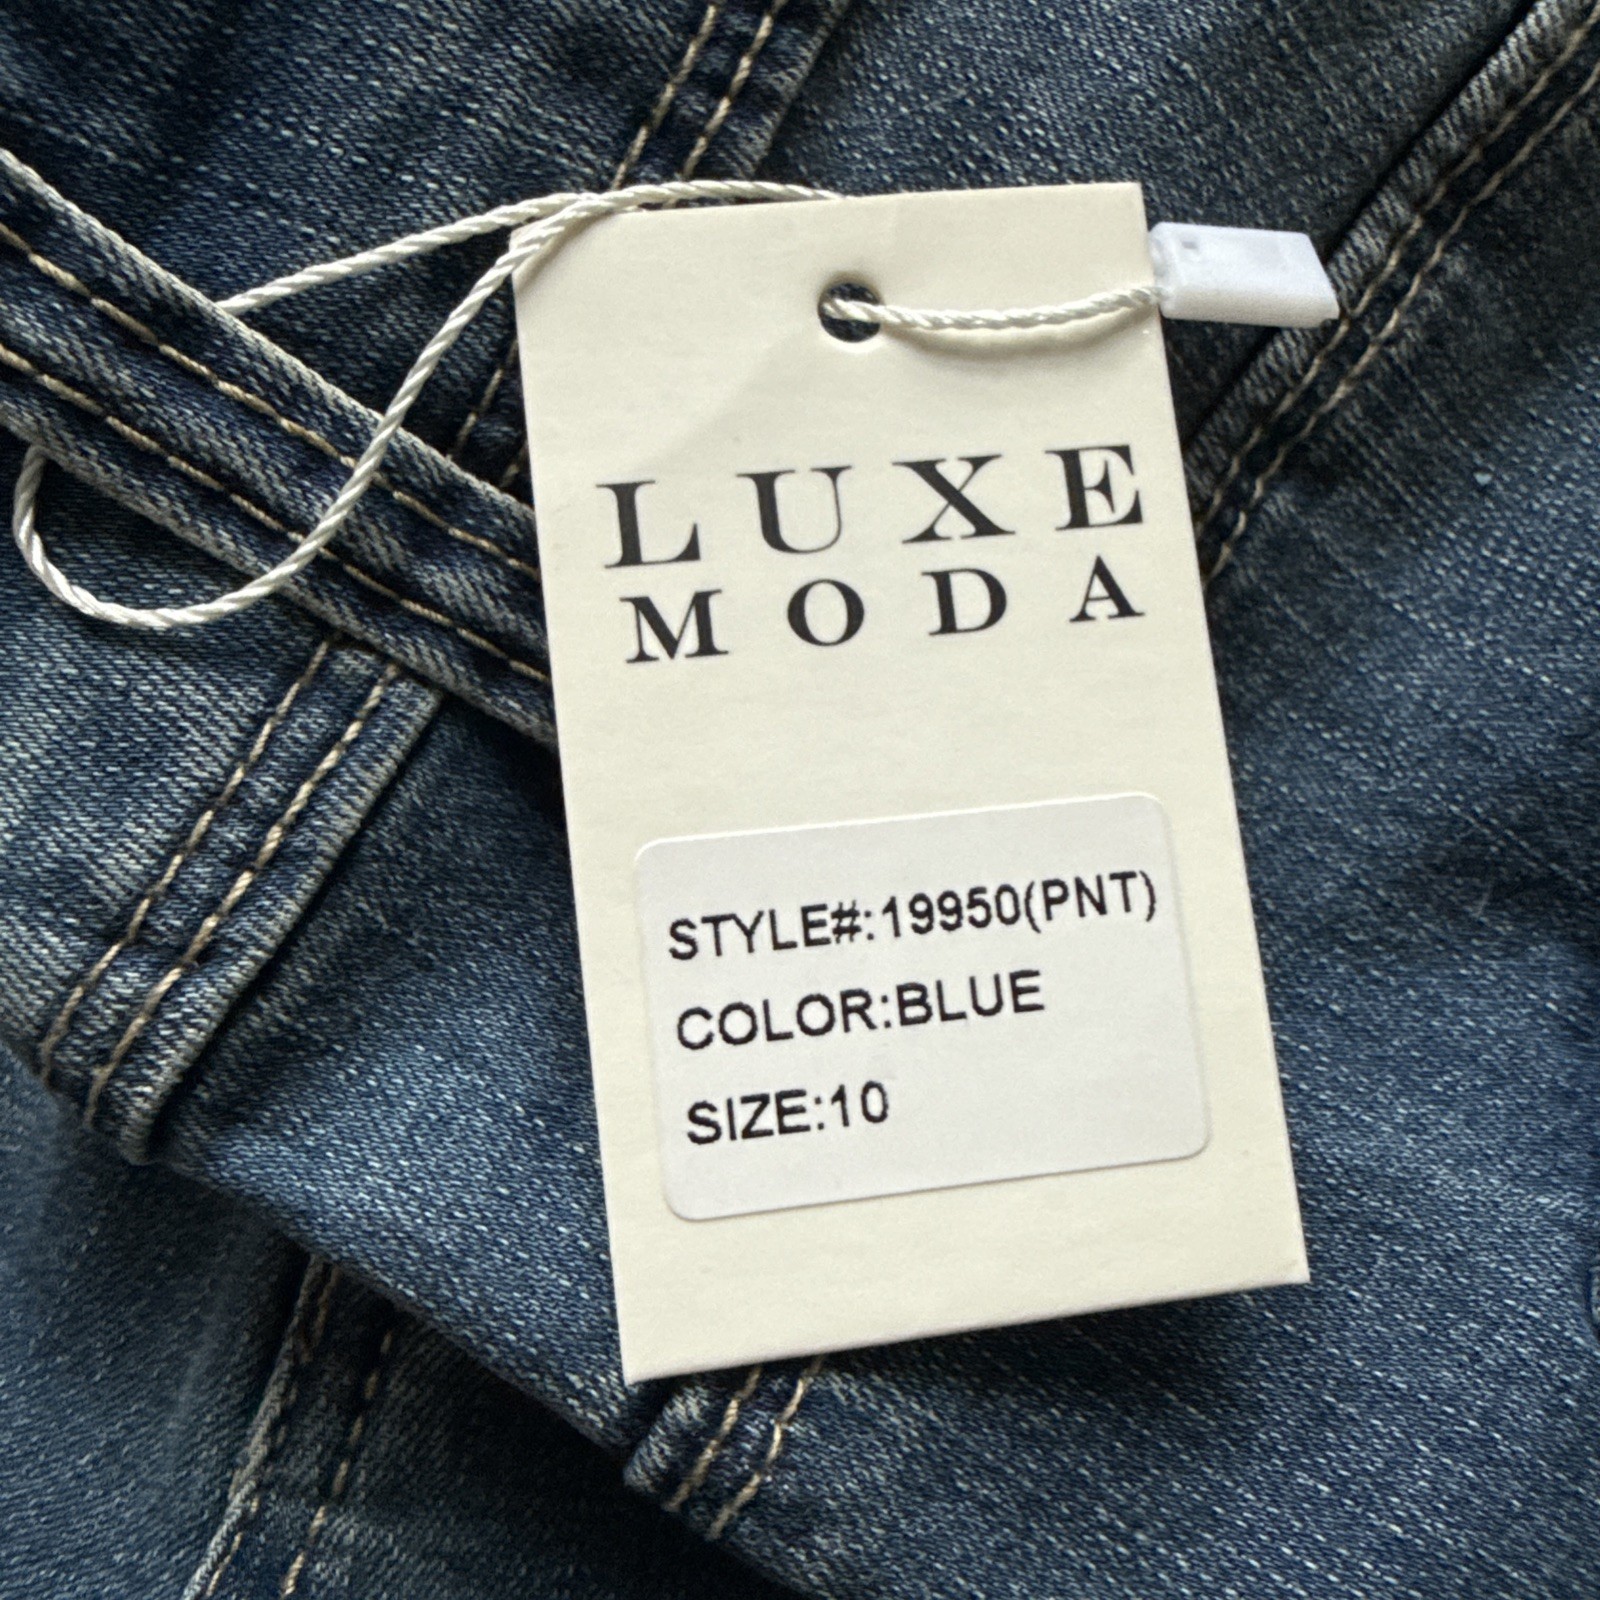 LUXE
MODA
STYLE#:19950(PNT)
COLOR:BLUE
SIZE:10